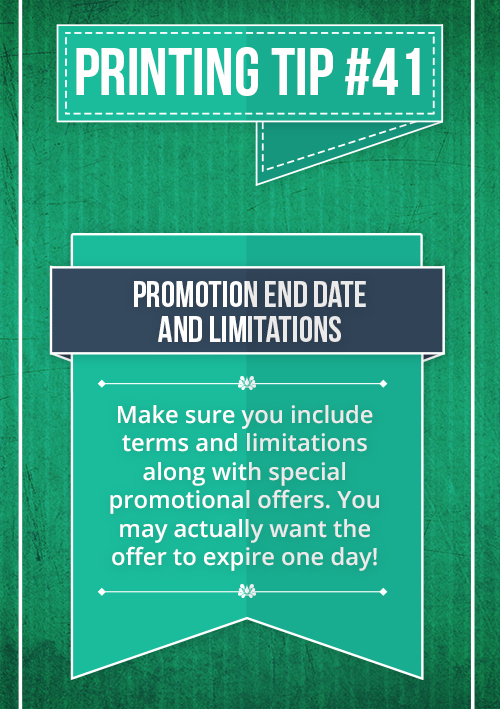 PRINTING TIP #41
PROMOTION END DATE
AND LIMITATIONS
Make sure you include
terms and limitations
along with special
promotional offers. You
may actually want the
offer to expire one day!